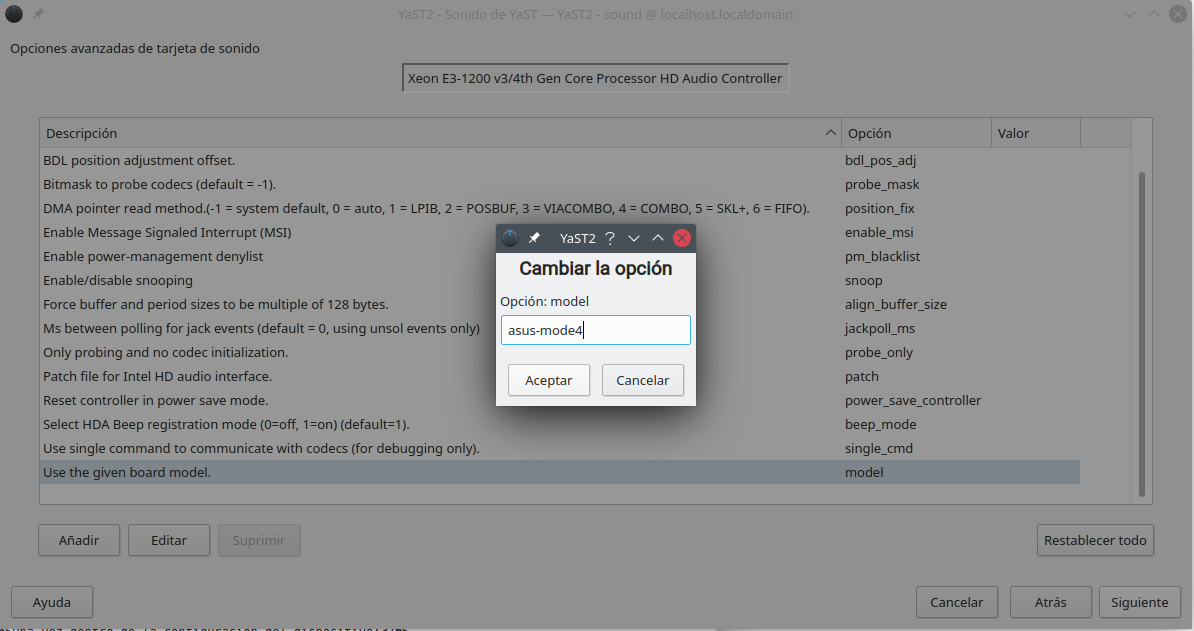 YaST2 - Sonido de YaST — YaST2 - sound @ localhost.localdomain
Opciones avanzadas de tarjeta de sonido
Xeon E3-1200 v3/4th Gen Core Processor HD Audio Controller
Descripción Opción Valor
BDL position adjustment offset. bdl_pos_adj
Bitmask to probe codecs (default = -1). probe_mask
DMA pointer read method.(-1 = system default, 0 = auto, 1 = LPIB, 2 = POSBUF, 3 = VIACOMBO, 4 = COMBO, 5 = SKL+, 6 = FIFO). position_fix
Enable Message Signaled Interrupt (MSI) enable_msi
Enable power-management denylist pm_blacklist
Enable/disable snooping snoop
Force buffer and period sizes to be multiple of 128 bytes. align_buffer_size
Ms between polling for jack events (default = 0, using unsol events only) jackpoll_ms
Only probing and no codec initialization. probe_only
Patch file for Intel HD audio interface. patch
Reset controller in power save mode. power_save_controller
Select HDA Beep registration mode (0=off, 1=on) (default=1). beep_mode
Use single command to communicate with codecs (for debugging only). single_cmd
Use the given board model. model
YaST2
Cambiar la opción
Opción: model
asus-mode4
Aceptar Cancelar
Añadir Editar Suprimir Restablecer todo
Ayuda Cancelar Atrás Siguiente